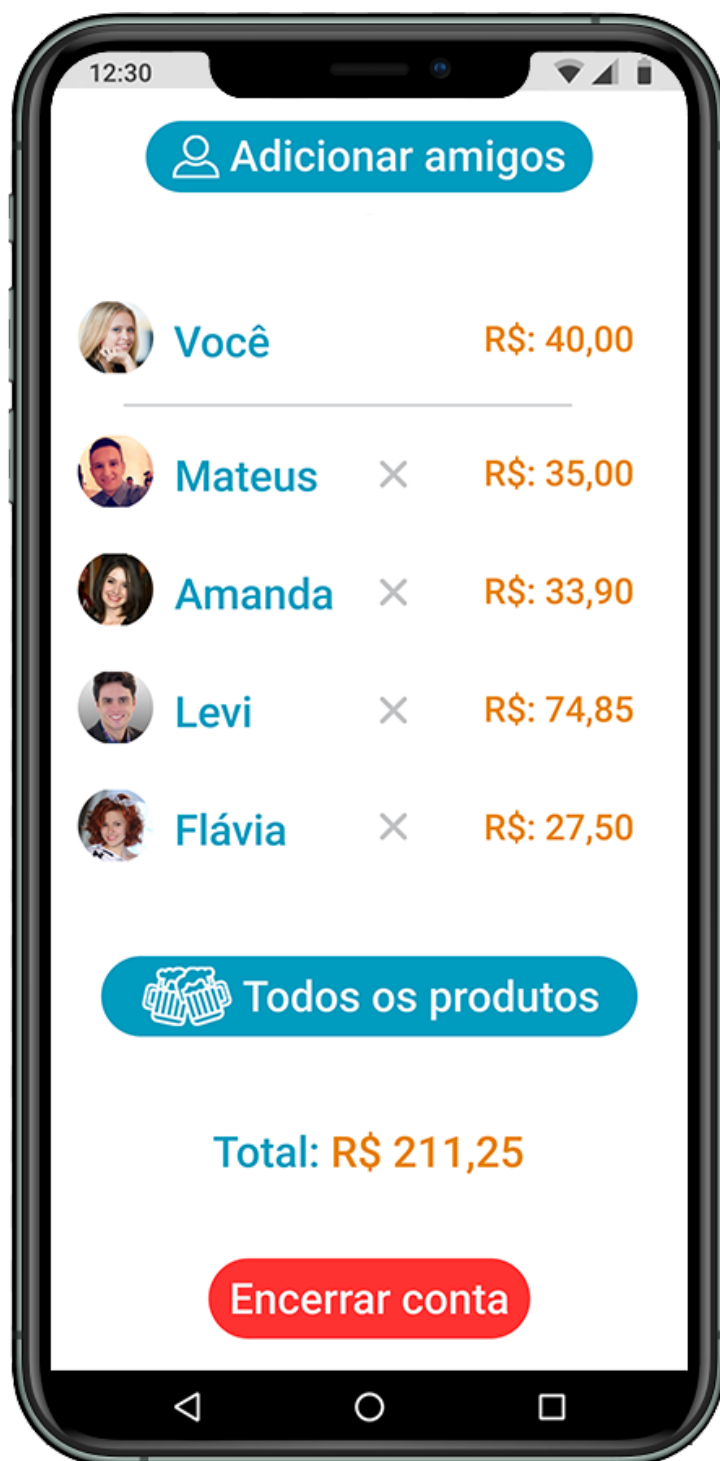 12:30
Adicionar amigos
Você R$: 40,00
Mateus × R$: 35,00
Amanda × R$: 33,90
Levi × R$: 74,85
Flávia × R$: 27,50
Todos os produtos
Total: R$ 211,25
Encerrar conta